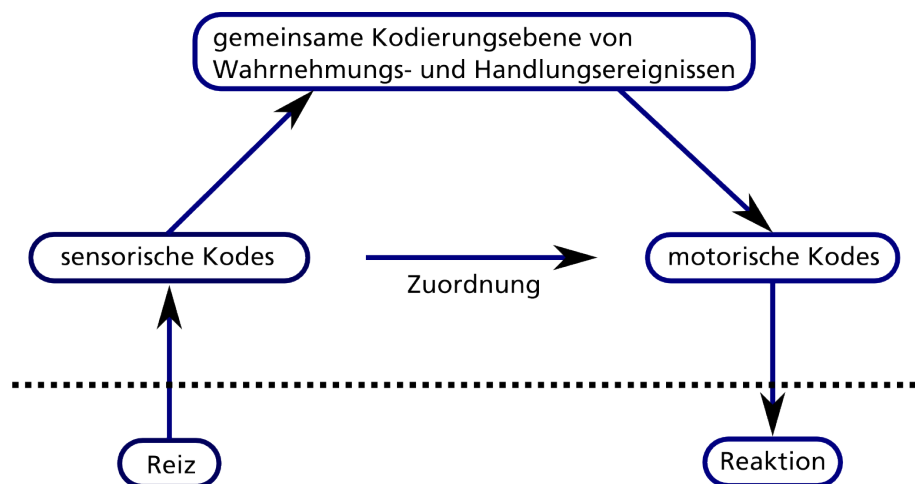 gemeinsame Kodierungsebene von
Wahrnehmungs- und Handlungsereignissen
sensorische Kodes
motorische Kodes
Zuordnung
Reiz
Reaktion